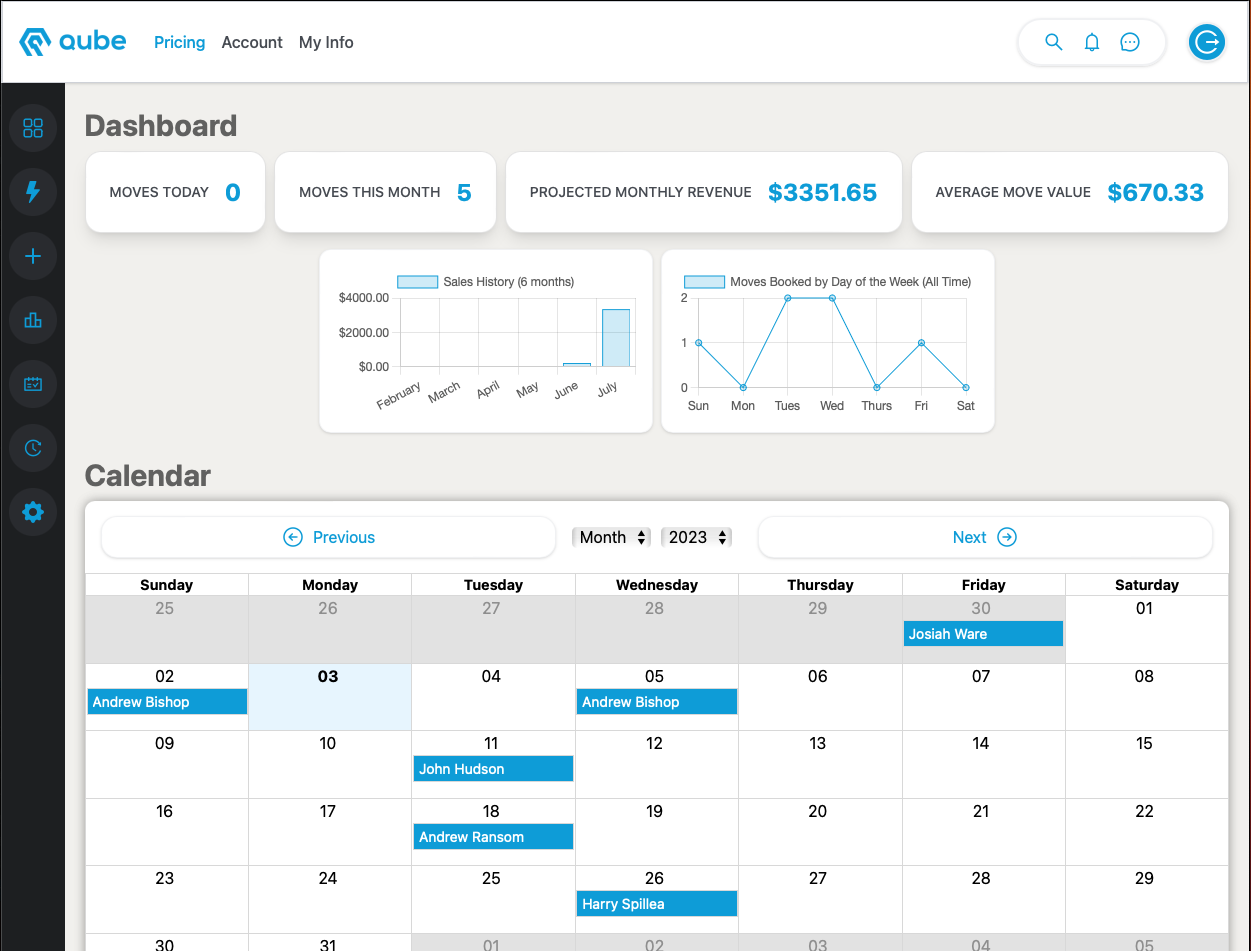 qube Pricing Account My Info
Dashboard
MOVES TODAY 0 MOVES THIS MONTH 5 PROJECTED MONTHLY REVENUE $3351.65 AVERAGE MOVE VALUE $670.33
Sales History (6 months)
$4000.00
$2000.00
$0.00
February March April May June July
Moves Booked by Day of the Week (All Time)
2
1
0
Sun Mon Tues Wed Thurs Fri Sat
Calendar
Previous Month 2023 Next
Sunday Monday Tuesday Wednesday Thursday Friday Saturday
25 26 27 28 29 30 01
Josiah Ware
02 03 04 05 06 07 08
Andrew Bishop Andrew Bishop
09 10 11 12 13 14 15
John Hudson
16 17 18 19 20 21 22
Andrew Ransom
23 24 25 26 27 28 29
Harry Spillea
30 31 01 02 03 04 05